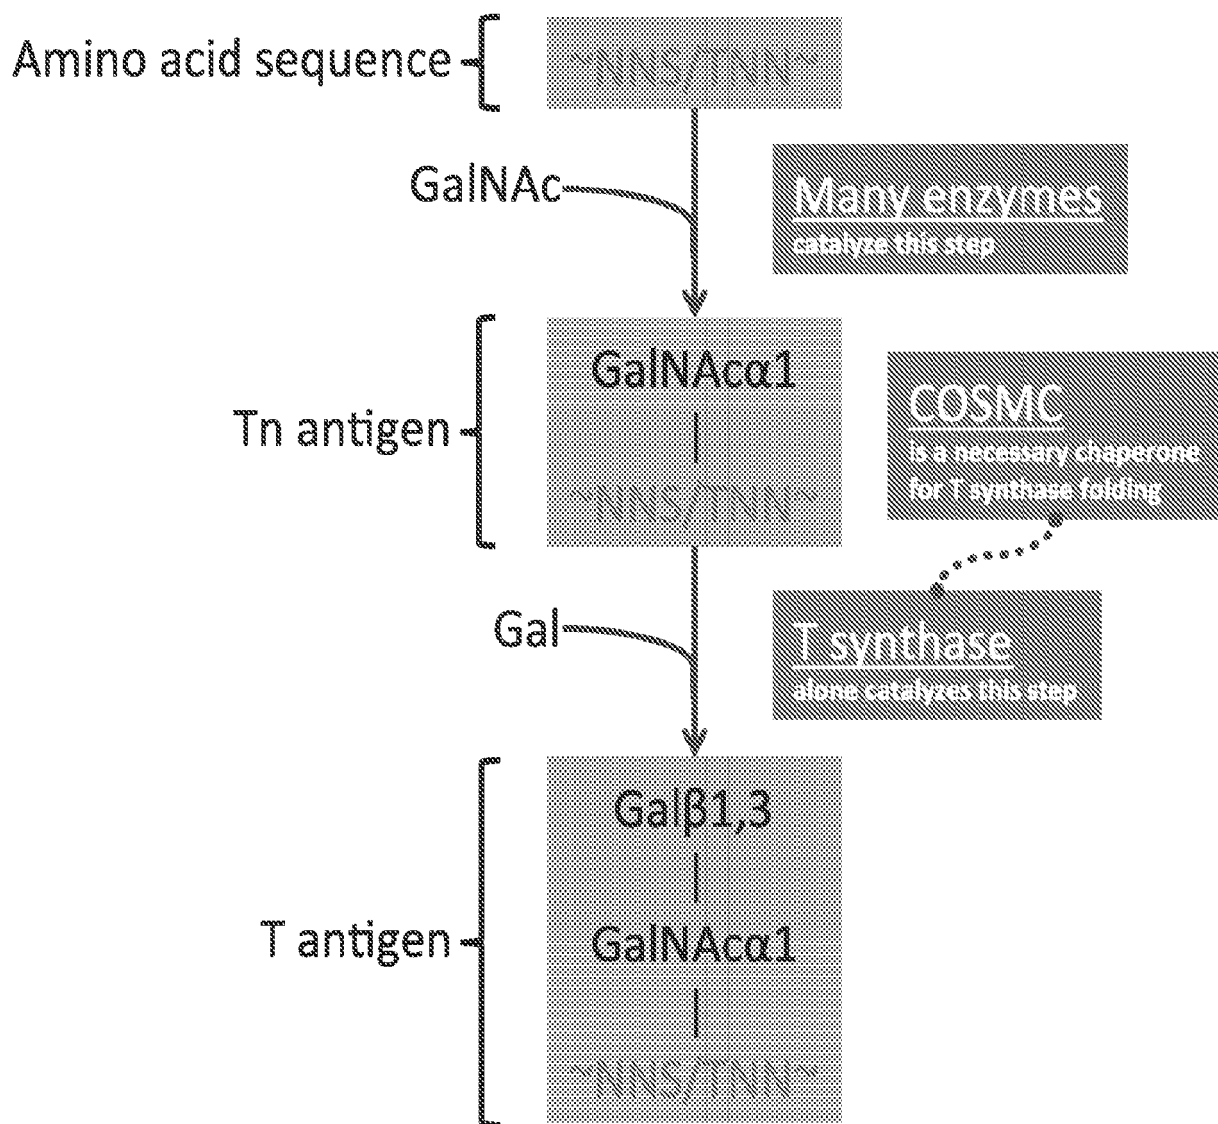 Amino acid sequence
~NNS/TNN~
GalNAc
Many enzymes
catalyze this step
Tn antigen
GalNAcα1
~NNS/TNN~
COSMC
is a necessary chaperone
for T synthase folding
Gal
T synthase
alone catalyzes this step
T antigen
Galβ1,3
GalNAcα1
~NNS/TNN~